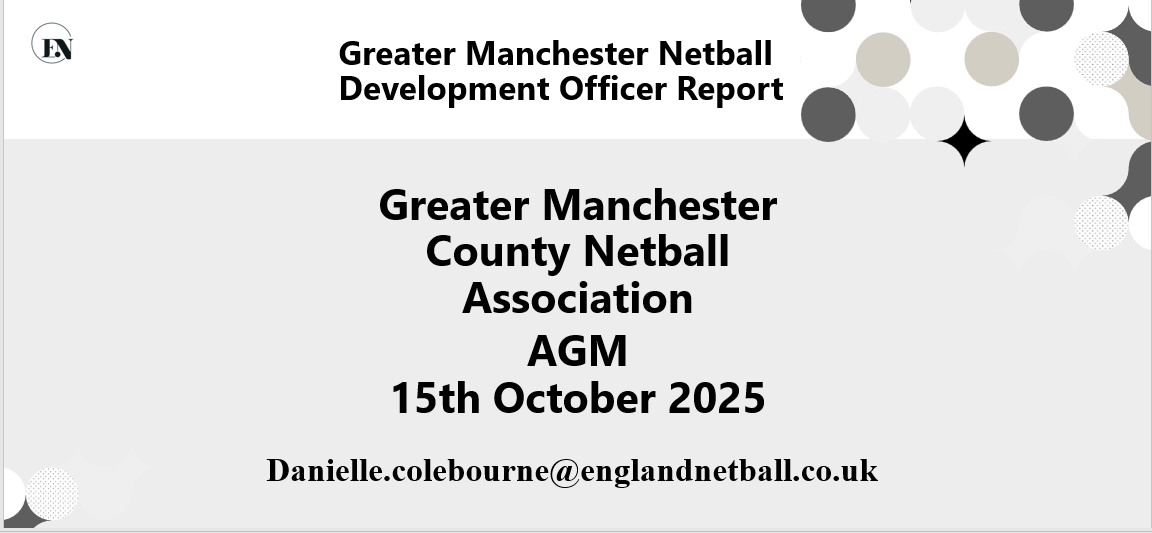 EN
Greater Manchester Netball
Development Officer Report
Greater Manchester
County Netball
Association
AGM
15th October 2025
Danielle.colebourne@englandnetball.co.uk